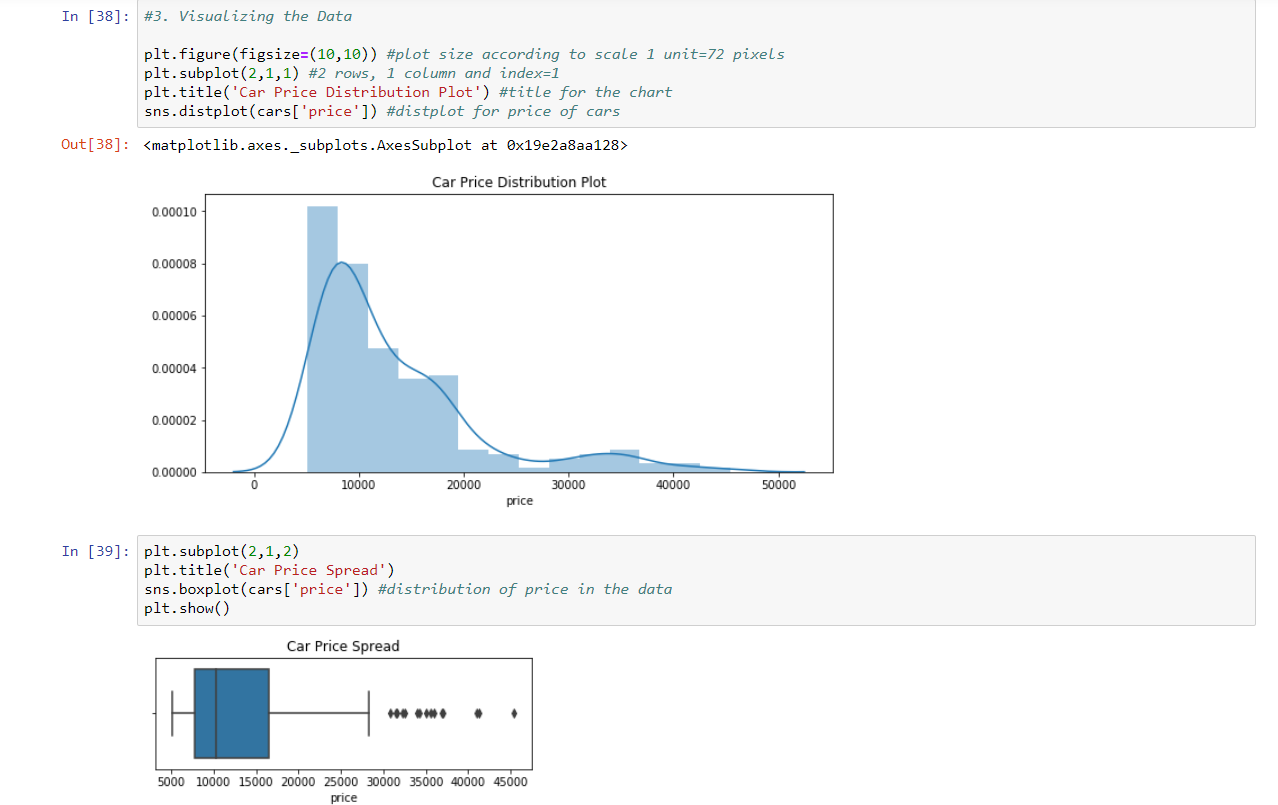 In [38]: #3. Visualizing the Data
plt.figure(figsize=(10,10)) #plot size according to scale 1 unit=72 pixels
plt.subplot(2,1,1) #2 rows, 1 column and index=1
plt.title('Car Price Distribution Plot') #title for the chart
sns.distplot(cars['price']) #distplot for price of cars
Out[38]: <matplotlib.axes._subplots.AxesSubplot at 0x19e2a8aa128>
Car Price Distribution Plot
0.00010
0.00008
0.00006
0.00004
0.00002
0.00000
0 10000 20000 30000 40000 50000
price
In [39]: plt.subplot(2,1,2)
plt.title('Car Price Spread')
sns.boxplot(cars['price']) #distribution of price in the data
plt.show()
Car Price Spread
5000 10000 15000 20000 25000 30000 35000 40000 45000
price